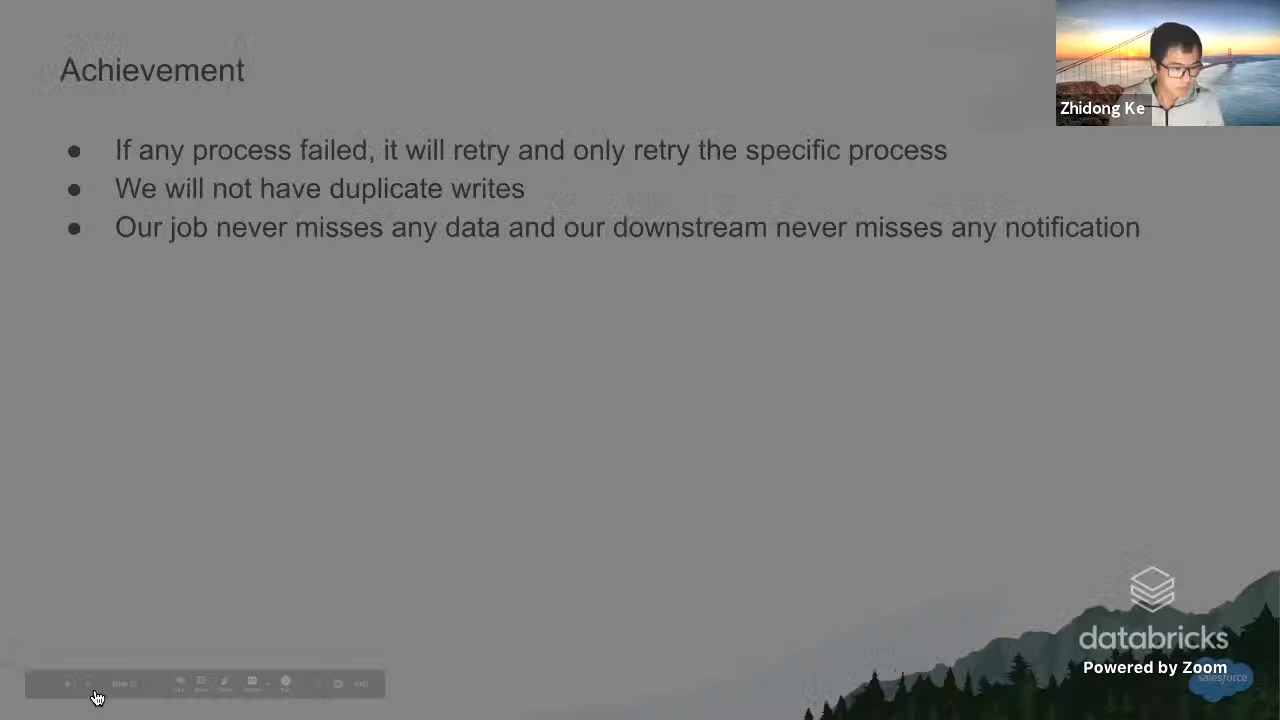 Achievement
Zhidong Ke
● If any process failed, it will retry and only retry the specific process
● We will not have duplicate writes
● Our job never misses any data and our downstream never misses any notification
databricks
Powered by Zoom
salesforce